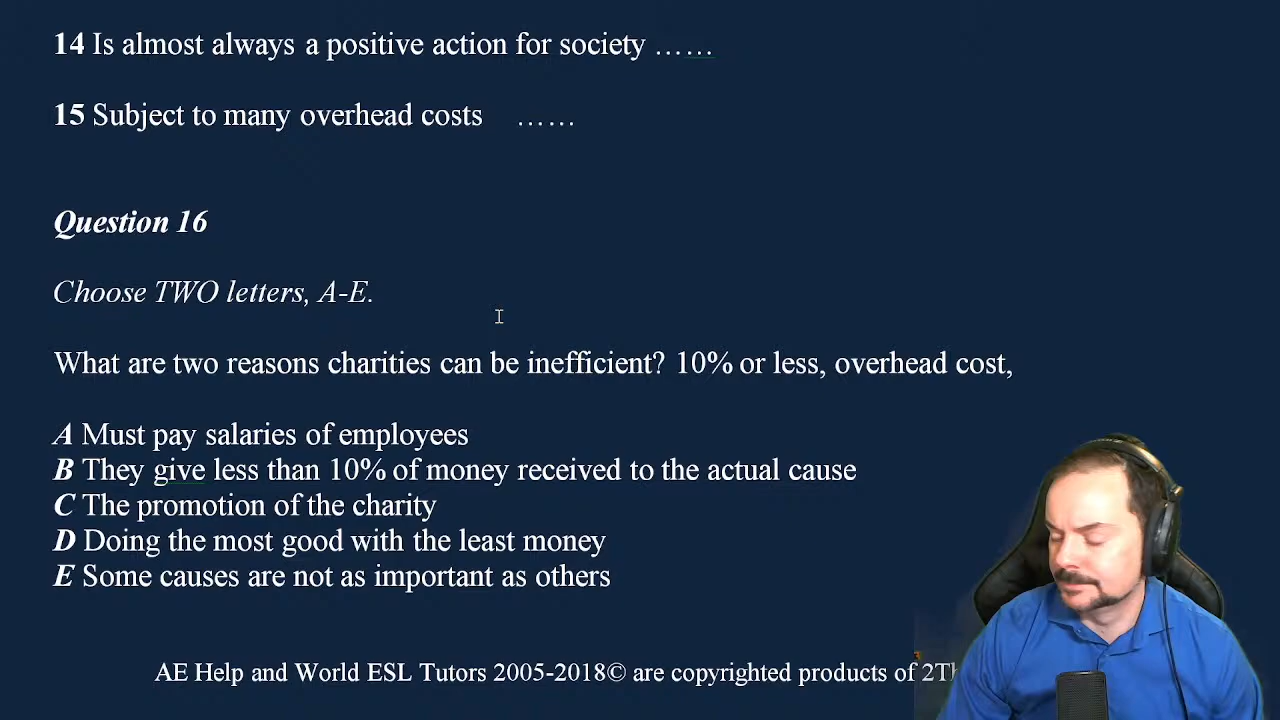 14 Is almost always a positive action for society ……
15 Subject to many overhead costs ……
Question 16
Choose TWO letters, A-E.
What are two reasons charities can be inefficient? 10% or less, overhead cost,
A Must pay salaries of employees
B They give less than 10% of money received to the actual cause
C The promotion of the charity
D Doing the most good with the least money
E Some causes are not as important as others
AE Help and World ESL Tutors 2005-2018© are copyrighted products of